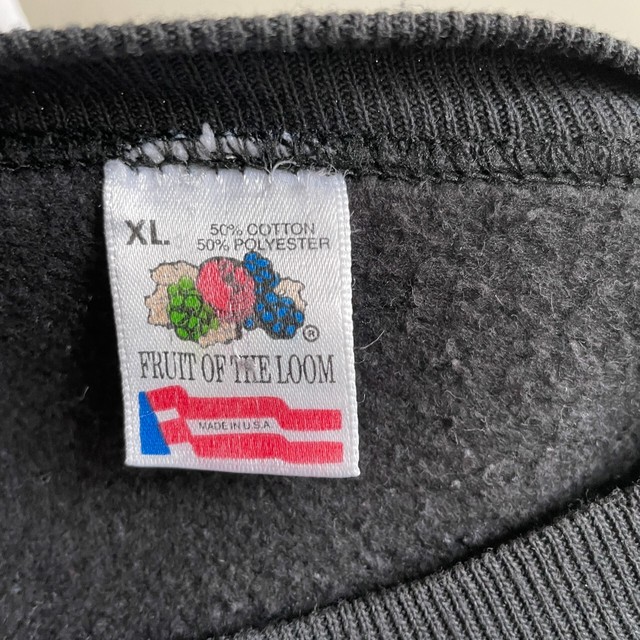 XL
50% COTTON
50% POLYESTER
®
FRUIT OF THE LOOM
MADE IN U.S.A.